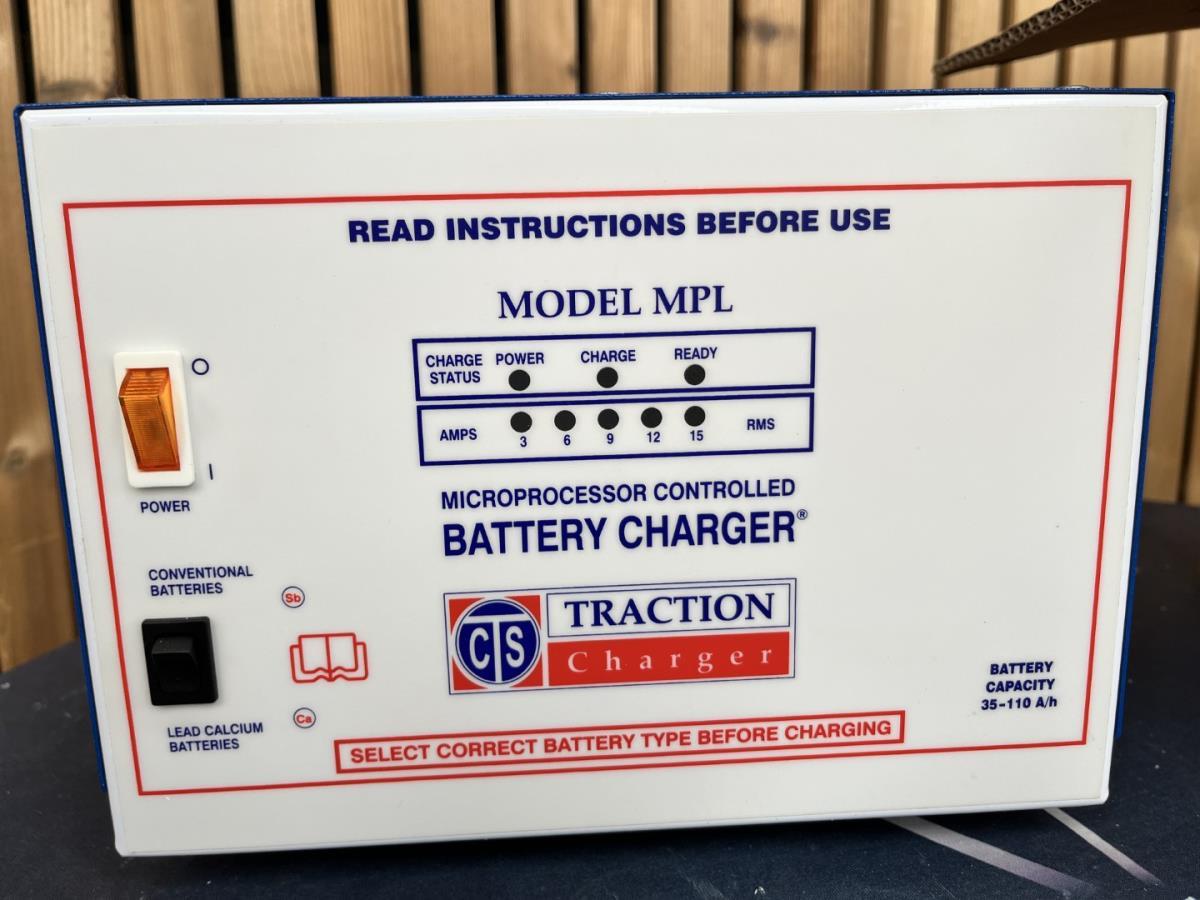 READ INSTRUCTIONS BEFORE USE
MODEL MPL
CHARGE STATUS POWER CHARGE READY
AMPS 3 6 9 12 15 RMS
O
I
POWER
MICROPROCESSOR CONTROLLED
BATTERY CHARGER®
CONVENTIONAL
BATTERIES
Sb
CTS
TRACTION
Charger
LEAD CALCIUM
BATTERIES
Ca
BATTERY
CAPACITY
35-110 A/h
SELECT CORRECT BATTERY TYPE BEFORE CHARGING